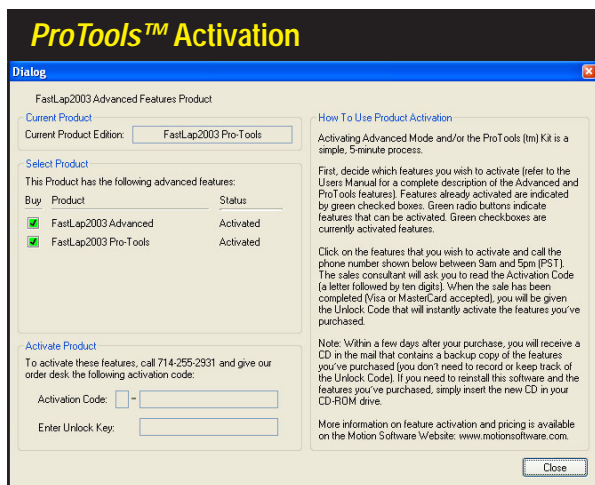 ProTools™ Activation
Dialog
FastLap2003 Advanced Features Product
Current Product
Current Product Edition: FastLap2003 Pro-Tools
Select Product
This Product has the following advanced features:
Buy Product Status
FastLap2003 Advanced Activated
FastLap2003 Pro-Tools Activated
Activate Product
To activate these features, call 714-255-2931 and give our
order desk the following activation code:
Activation Code: -
Enter Unlock Key:
How To Use Product Activation
Activating Advanced Mode and/or the ProTools (tm) Kit is a
simple, 5-minute process.
First, decide which features you wish to activate (refer to the
Users Manual for a complete description of the Advanced and
ProTools features). Features already activated are indicated
by green checked boxes. Green radio buttons indicate
features that can be activated. Green checkboxes are
currently activated features.
Click on the features that you wish to activate and call the
phone number shown below between 9am and 5pm (PST).
The sales consultant will ask you to read the Activation Code
(a letter followed by ten digits). When the sale has been
completed (Visa or MasterCard accepted), you will be given
the Unlock Code that will instantly activate the features you've
purchased.
Note: Within a few days after your purchase, you will receive a
CD in the mail that contains a backup copy of the features
you've purchased (you don't need to record or keep track of
the Unlock Code). If you need to reinstall this software and the
features you've purchased, simply insert the new CD in your
CD-ROM drive.
More information on feature activation and pricing is available
on the Motion Software Website: www.motionsoftware.com.
Close